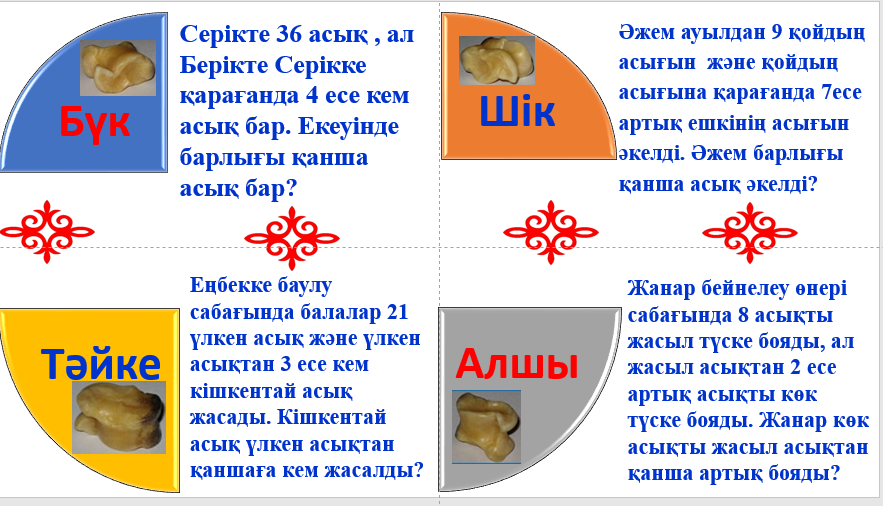 Бүк
Серікте 36 асық , ал
Берікте Серікке
қарағанда 4 есе кем
асық бар. Екеуінде
барлығы қанша
асық бар?
Шік
Әжем ауылдан 9 қойдың
асығын және қойдың
асығына қарағанда 7есе
артық ешкінің асығын
әкелді. Әжем барлығы
қанша асық әкелді?
Тәйке
Еңбекке баулу
сабағында балалар 21
үлкен асық және үлкен
асықтан 3 есе кем
кішкентай асық
жасады. Кішкентай
асық үлкен асықтан
қаншаға кем жасалды?
Алшы
Жанар бейнелеу өнері
сабағында 8 асықты
жасыл түске бояды, ал
жасыл асықтан 2 есе
артық асықты көк
түске бояды. Жанар көк
асықты жасыл асықтан
қанша артық бояды?